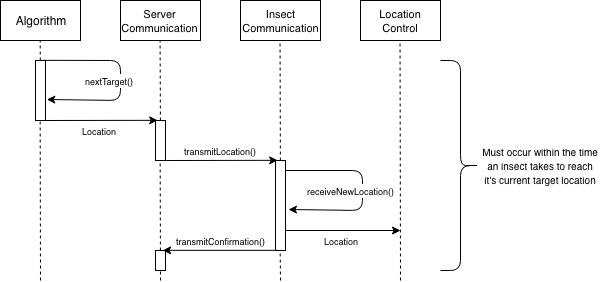 Algorithm
Server
Communication
Insect
Communication
Location
Control
nextTarget()
Location
transmitLocation()
Must occur within the time
an insect takes to reach
it's current target location
receiveNewLocation()
transmitConfirmation()
Location